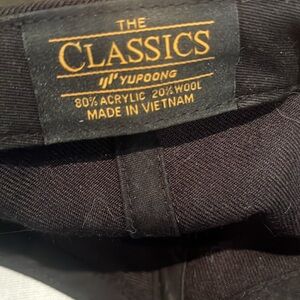 THE
CLASSICS
YUPOONG
80% ACRYLIC 20% WOOL
MADE IN VIETNAM